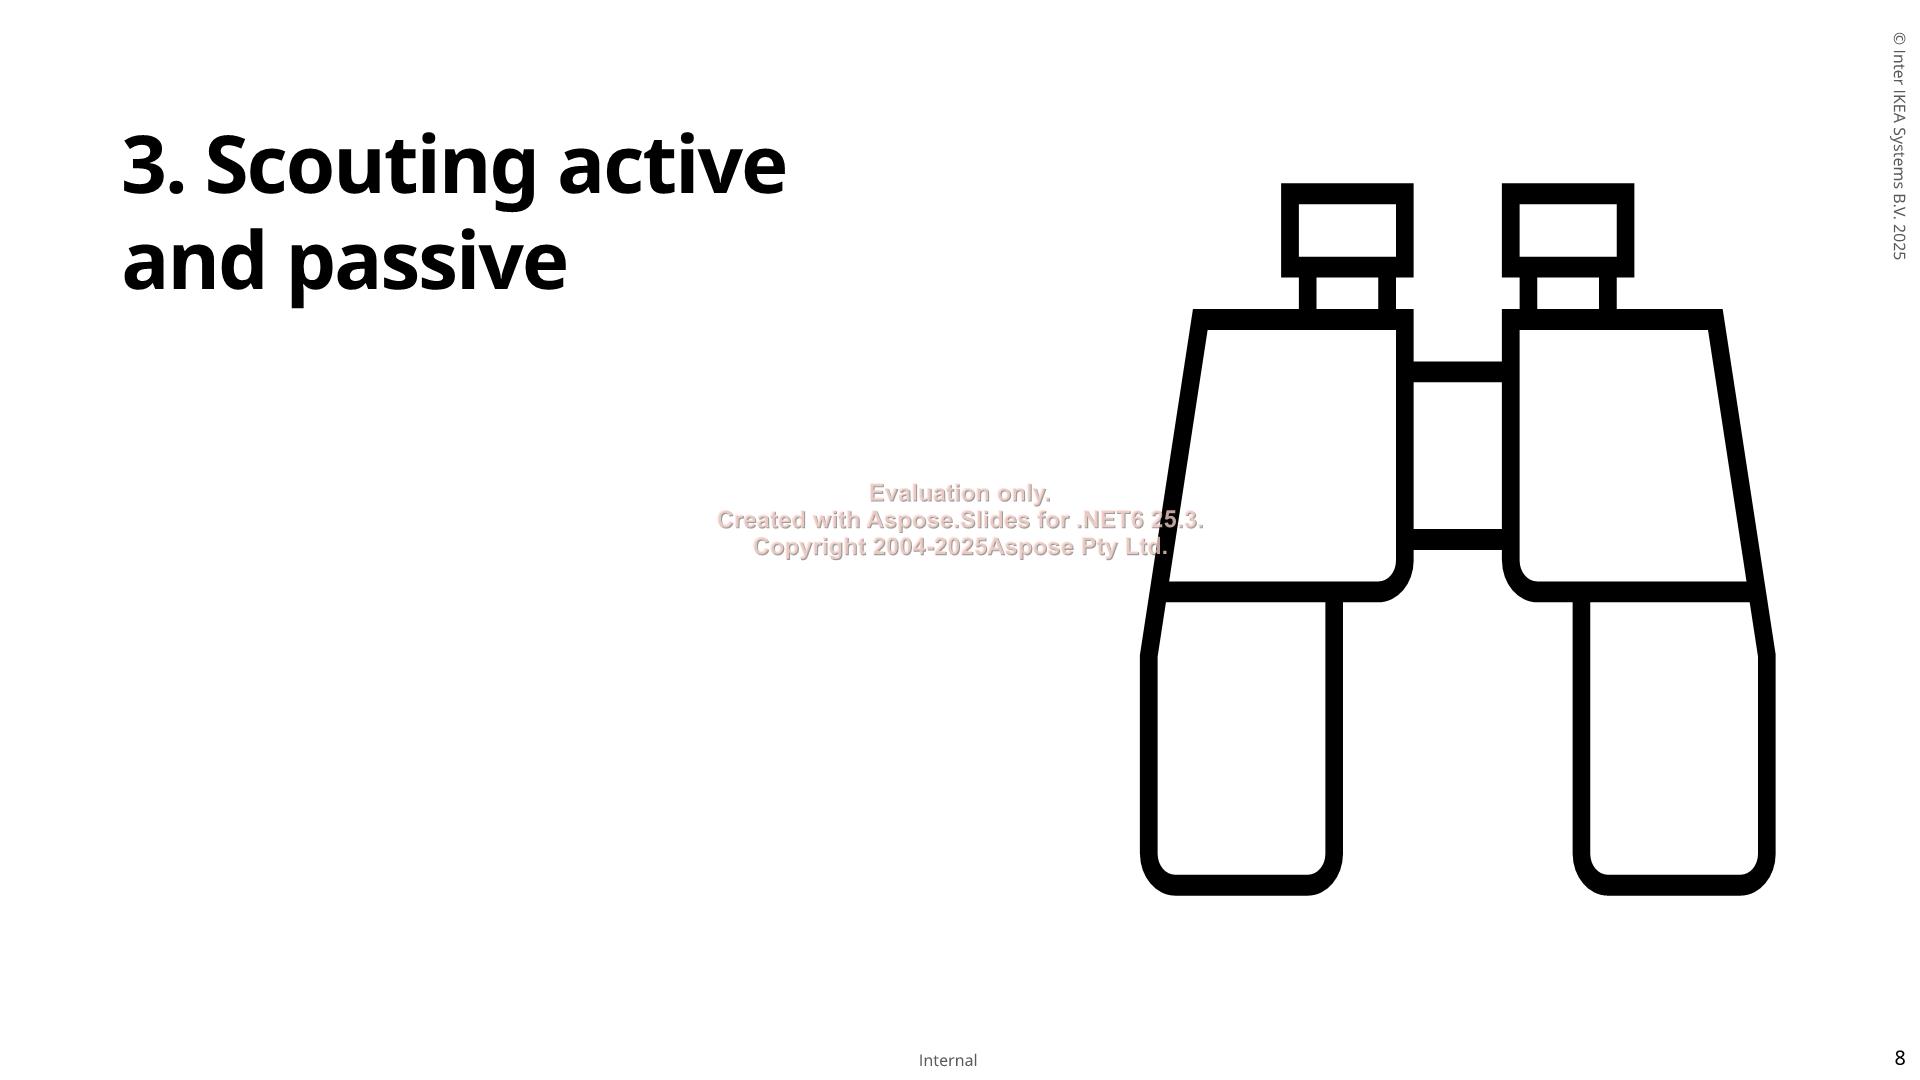 © Inter IKEA Systems B.V. 2025
3. Scouting active
and passive
Evaluation only.
Created with Aspose.Slides for .NET6 25.3.
Copyright 2004-2025Aspose Pty Ltd.
Internal
8